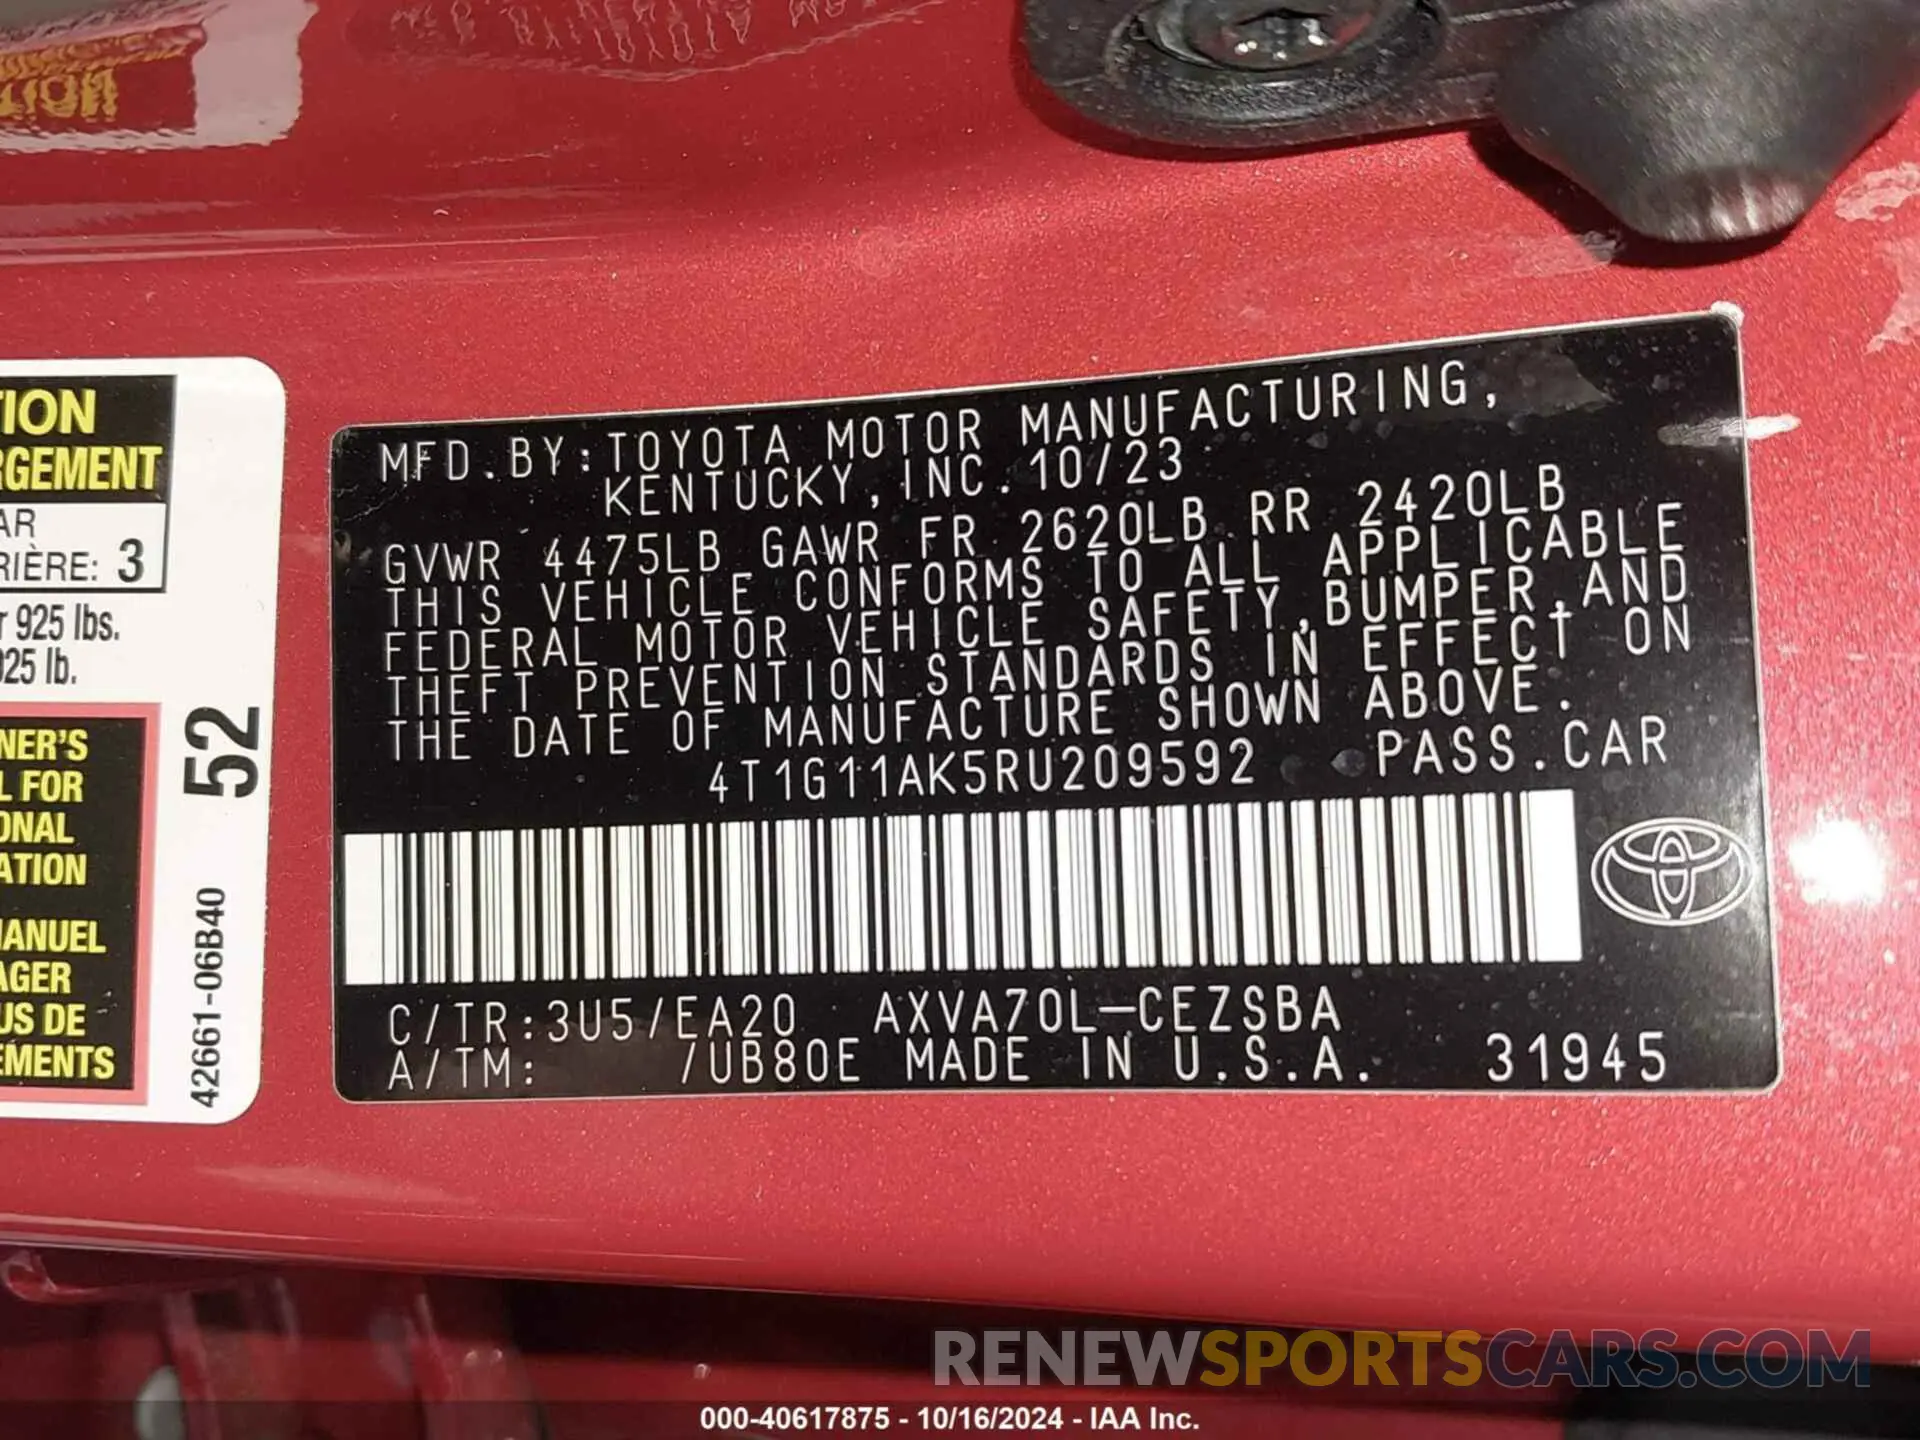 TION
RGEMENT
AR
RIÈRE: 3
r 925 lbs.
925 lb.
NER'S
L FOR
ONAL
ATION
MANUEL
AGER
US DE
EMENTS
52
42661-06B40
MFD.BY:TOYOTA MOTOR MANUFACTURING,
KENTUCKY,INC.10/23
GVWR 4475LB GAWR FR 2620LB RR 2420LB
THIS VEHICLE CONFORMS TO ALL APPLICABLE
FEDERAL MOTOR VEHICLE SAFETY,BUMPER,AND
THEFT PREVENTION STANDARDS IN EFFECT ON
THE DATE OF MANUFACTURE SHOWN ABOVE.
4T1G11AK5RU209592 PASS.CAR
C/TR:3U5/EA20 AXVA70L-CEZSBA
A/TM: /UB80E MADE IN U.S.A. 31945
RENEWSPORTSCARS.COM
000-40617875 - 10/16/2024 - IAA Inc.